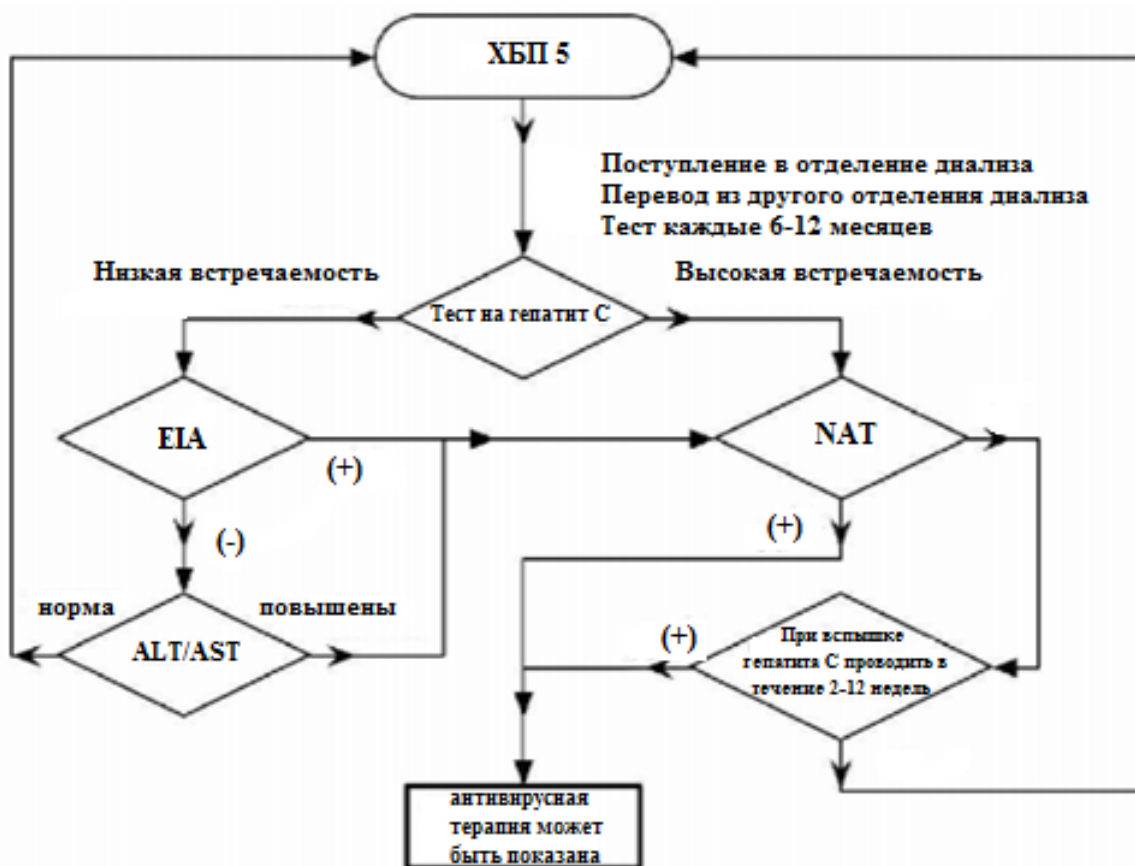 ХБП 5
Поступление в отделение диализа
Перевод из другого отделения диализа
Тест каждые 6-12 месяцев
Низкая встречаемость
Высокая встречаемость
Тест на гепатит С
EIA
NAT
(+)
(-)
(+)
норма
повышены
ALT/AST
(+)
При вспышке
гепатита С проводить в
течение 2-12 недель
антивирусная
терапия может
быть показана